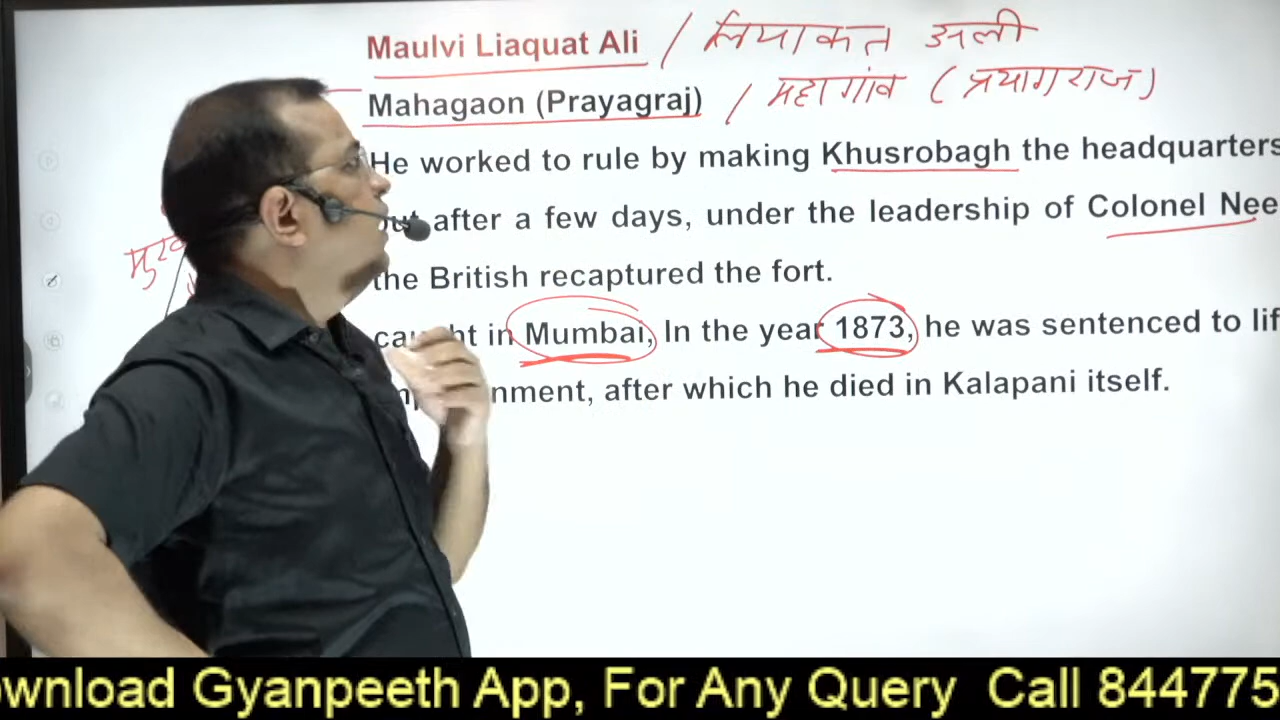 Maulvi Liaquat Ali / लियाकत अली
Mahagaon (Prayagraj) / महागांव (प्रयागराज)
He worked to rule by making Khusrobagh the headquarters
but after a few days, under the leadership of Colonel Nee
the British recaptured the fort.
in Mumbai, In the year 1873, he was sentenced to lif
nment, after which he died in Kalapani itself.
ownload Gyanpeeth App, For Any Query Call 844775